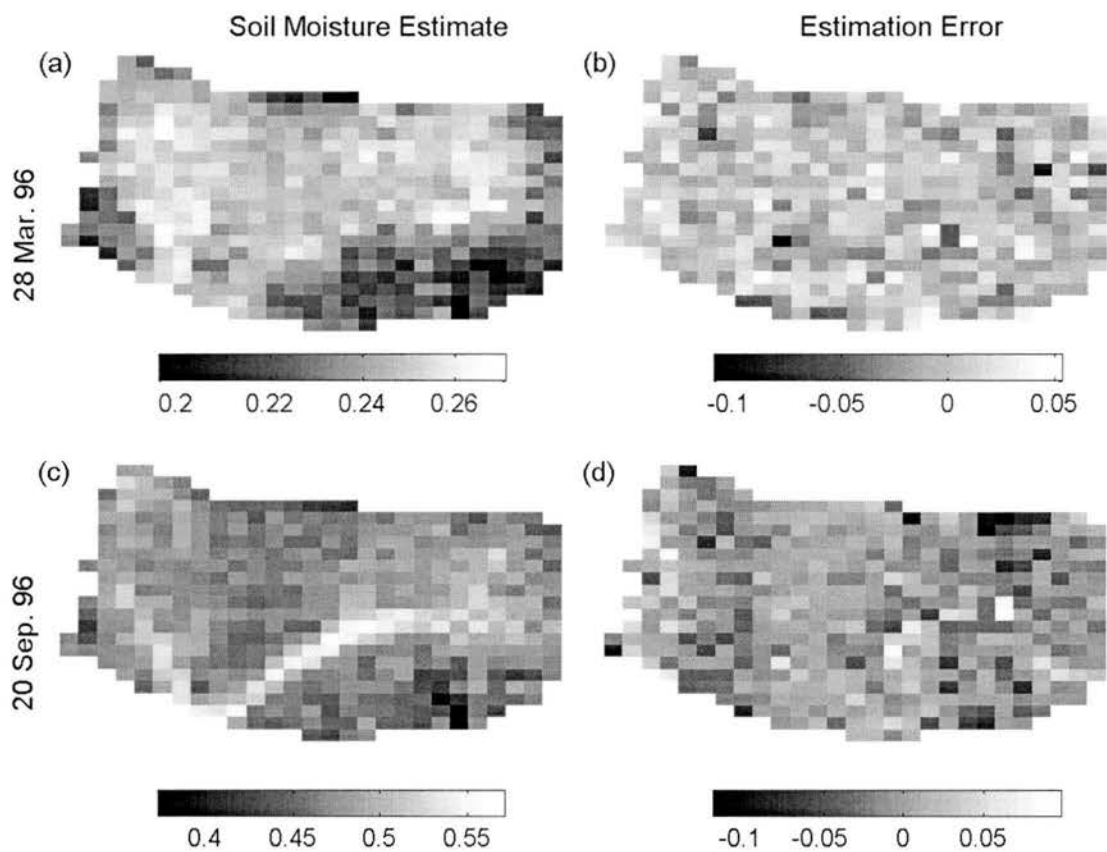 Soil Moisture Estimate
Estimation Error
(a)
(b)
28 Mar. 96
0.2 0.22 0.24 0.26
-0.1 -0.05 0 0.05
(c)
(d)
20 Sep. 96
0.4 0.45 0.5 0.55
-0.1 -0.05 0 0.05